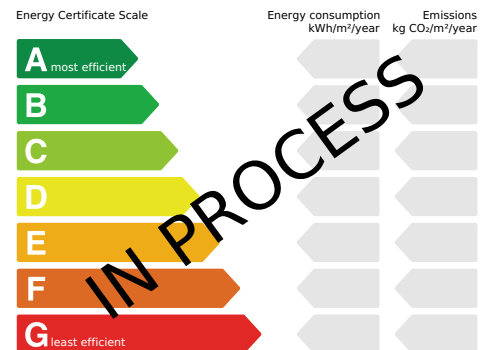 Energy Certificate Scale
Energy consumption
kWh/m²/year
Emissions
kg CO₂/m²/year
A most efficient
B
C
D
E
F
G least efficient
IN PROCESS